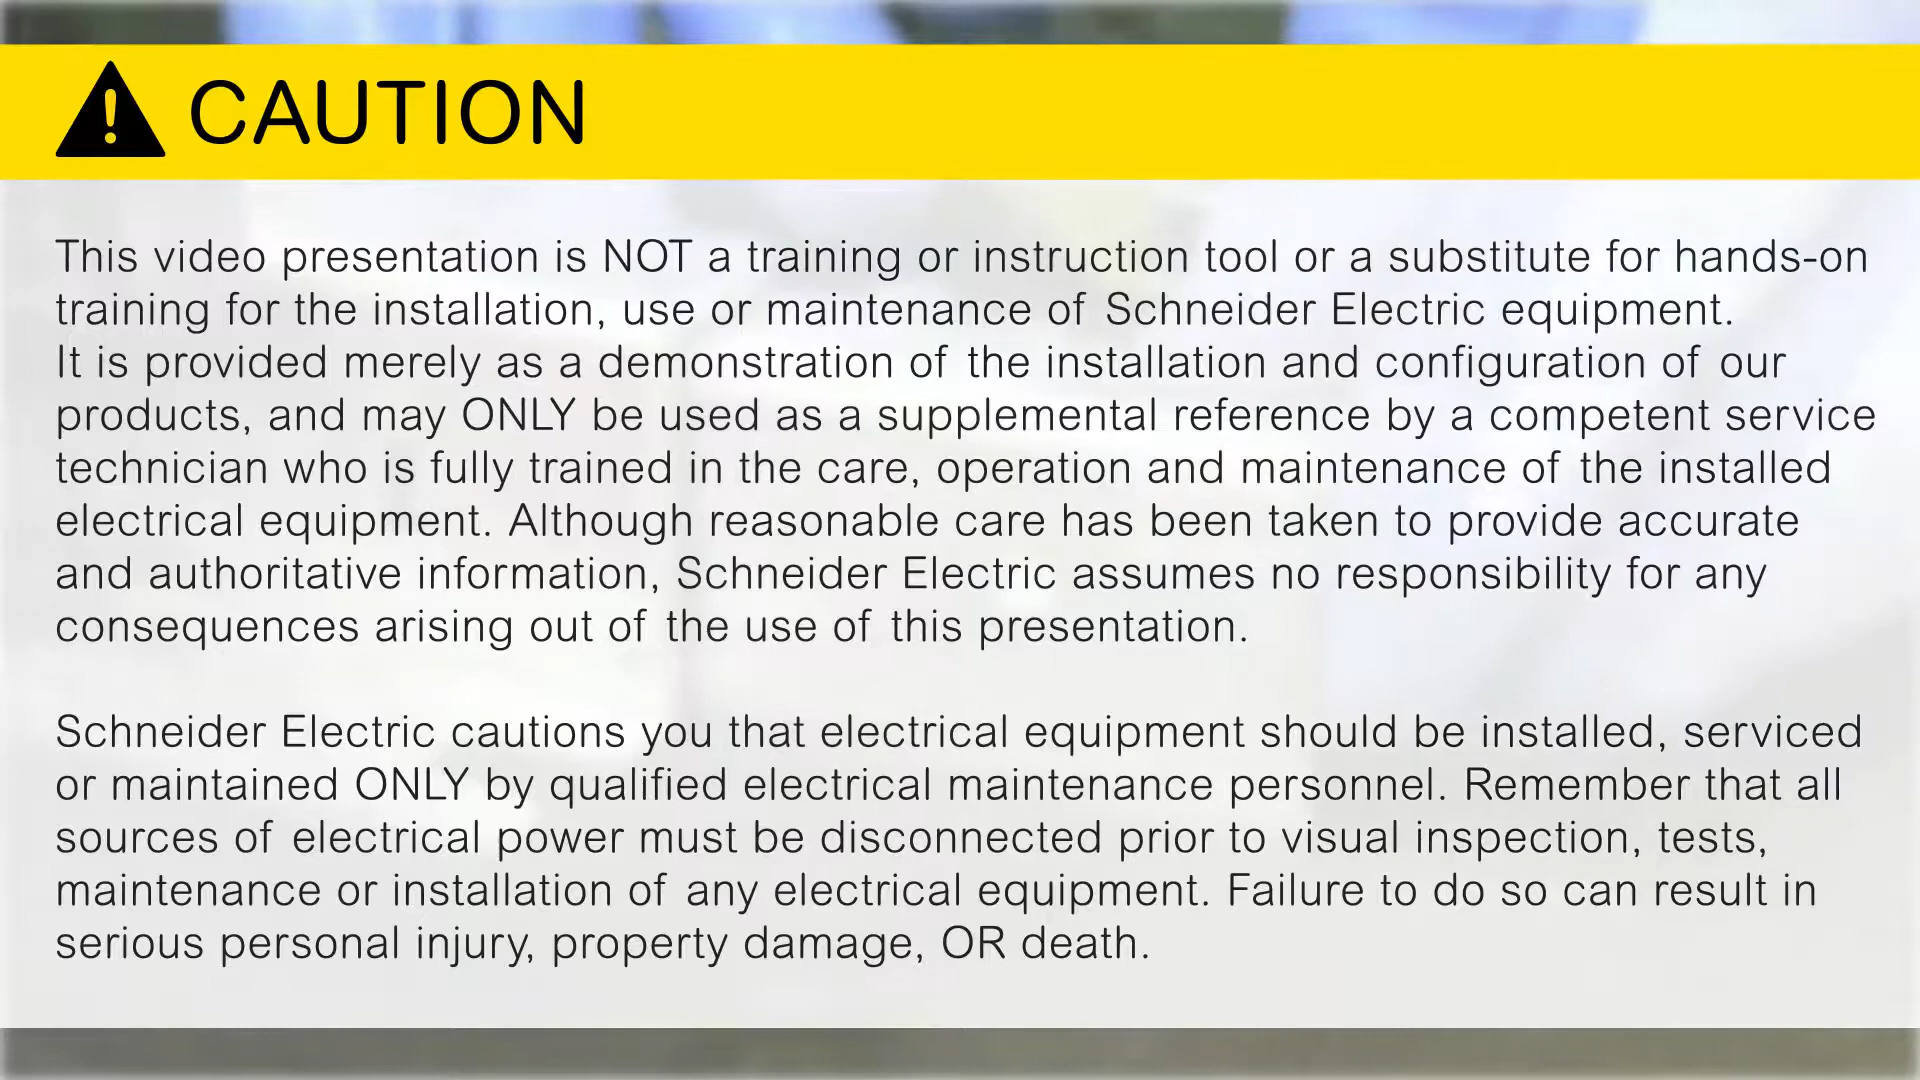 CAUTION
This video presentation is NOT a training or instruction tool or a substitute for hands-on
training for the installation, use or maintenance of Schneider Electric equipment.
It is provided merely as a demonstration of the installation and configuration of our
products, and may ONLY be used as a supplemental reference by a competent service
technician who is fully trained in the care, operation and maintenance of the installed
electrical equipment. Although reasonable care has been taken to provide accurate
and authoritative information, Schneider Electric assumes no responsibility for any
consequences arising out of the use of this presentation.
Schneider Electric cautions you that electrical equipment should be installed, serviced
or maintained ONLY by qualified electrical maintenance personnel. Remember that all
sources of electrical power must be disconnected prior to visual inspection, tests,
maintenance or installation of any electrical equipment. Failure to do so can result in
serious personal injury, property damage, OR death.